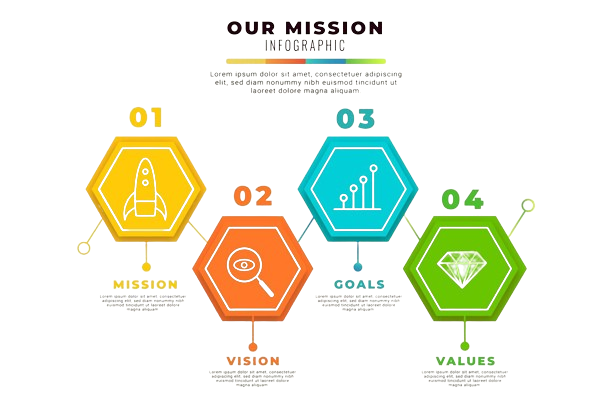 OUR MISSION
INFOGRAPHIC
Lorem ipsum dolor sit amet, consectetuer adipiscing
elit, sed diam nonummy nibh euismod tincidunt ut
laoreet dolore magna aliquam
01
MISSION
Lorem ipsum dolor sit amet, consectetuer
adipiscing elit, sed diam nonummy nibh
euismod tincidunt ut laoreet dolore
magna aliquam
02
VISION
Lorem ipsum dolor sit amet, consectetuer
adipiscing elit, sed diam nonummy nibh
euismod tincidunt ut laoreet dolore
magna aliquam
03
GOALS
Lorem ipsum dolor sit amet, consectetuer
adipiscing elit, sed diam nonummy nibh
euismod tincidunt ut laoreet dolore
magna aliquam
04
VALUES
Lorem ipsum dolor sit amet, consectetuer
adipiscing elit, sed diam nonummy nibh
euismod tincidunt ut laoreet dolore
magna aliquam